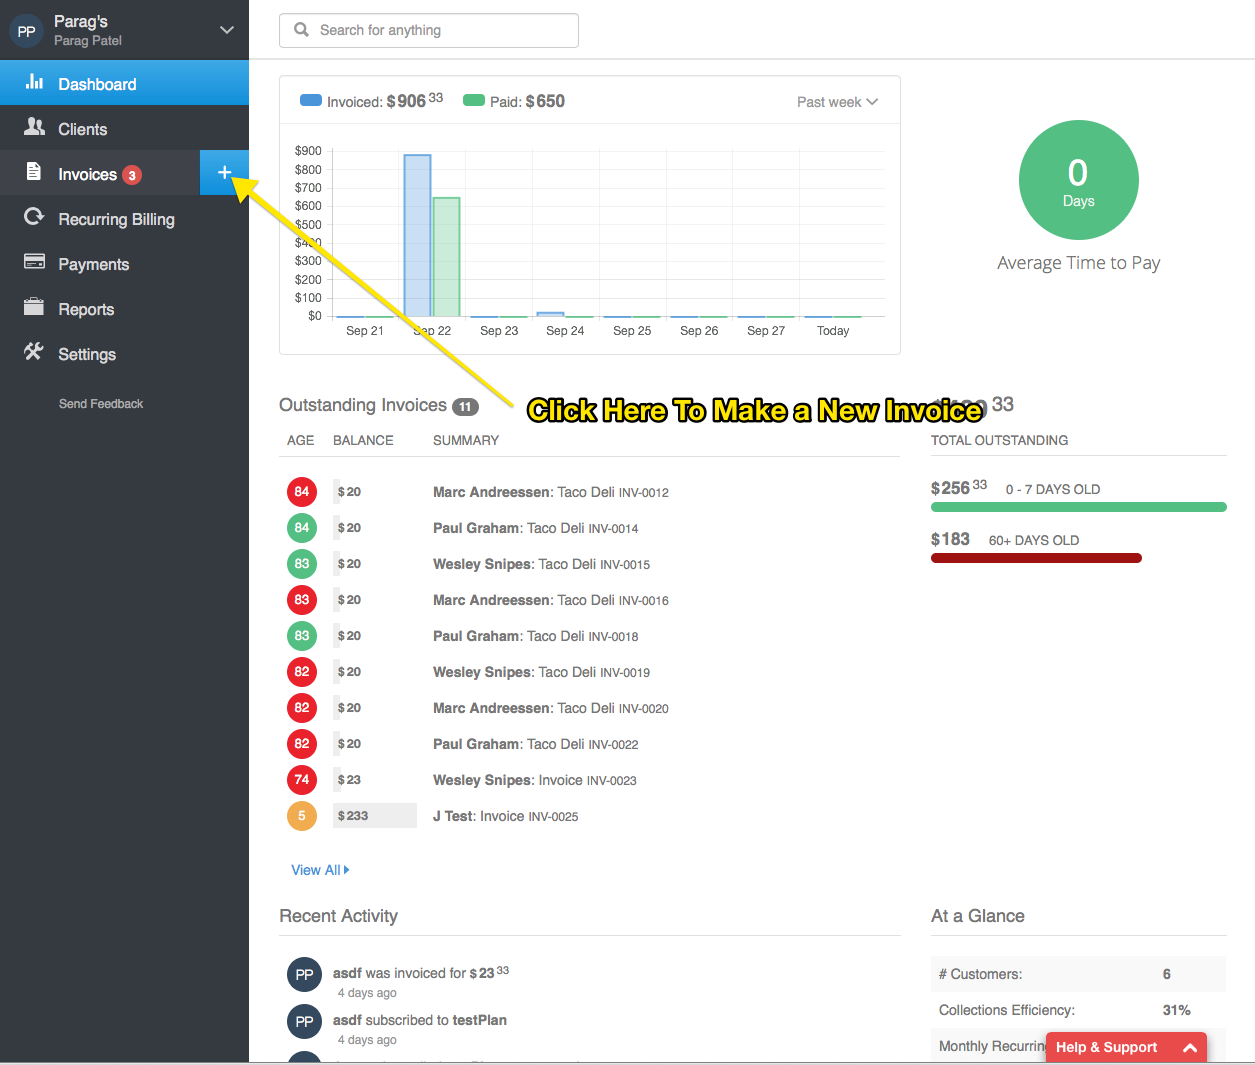 PP
Parag's
Parag Patel
Search for anything
Dashboard
Clients
Invoices 3 +
Recurring Billing
Payments
Reports
Settings
Send Feedback
Invoiced: $906 33 Paid: $650 Past week
$900
$800
$700
$600
$500
$400
$300
$200
$100
$0
Sep 21 Sep 22 Sep 23 Sep 24 Sep 25 Sep 26 Sep 27 Today
0
Days
Average Time to Pay
Click Here To Make a New Invoice
Outstanding Invoices 11
AGE BALANCE SUMMARY
84 $20 Marc Andreessen: Taco Deli INV-0012
84 $20 Paul Graham: Taco Deli INV-0014
83 $20 Wesley Snipes: Taco Deli INV-0015
83 $20 Marc Andreessen: Taco Deli INV-0016
83 $20 Paul Graham: Taco Deli INV-0018
82 $20 Wesley Snipes: Taco Deli INV-0019
82 $20 Marc Andreessen: Taco Deli INV-0020
82 $20 Paul Graham: Taco Deli INV-0022
74 $23 Wesley Snipes: Invoice INV-0023
5 $233 J Test: Invoice INV-0025
View All
33
TOTAL OUTSTANDING
$256 33 0 - 7 DAYS OLD
$183 60+ DAYS OLD
Recent Activity
PP asdf was invoiced for $23 33
4 days ago
PP asdf subscribed to testPlan
4 days ago
At a Glance
# Customers: 6
Collections Efficiency: 31%
Monthly Recurring
Help & Support